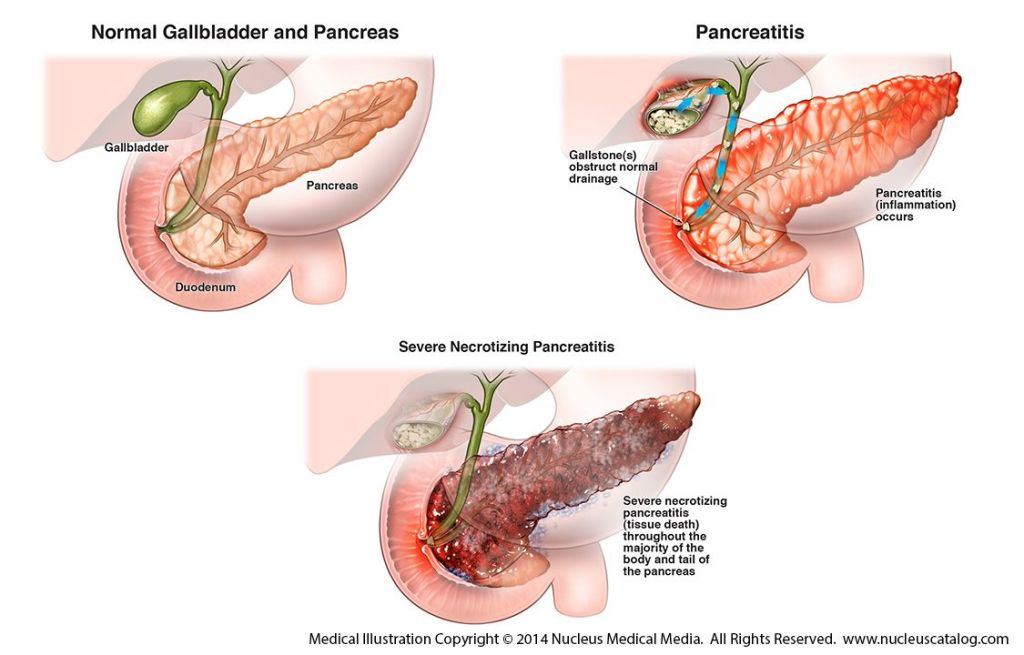 Normal Gallbladder and Pancreas
Gallbladder
Pancreas
Duodenum
Pancreatitis
Gallstone(s)
obstruct normal
drainage
Pancreatitis
(inflammation)
occurs
Severe Necrotizing Pancreatitis
Severe necrotizing
pancreatitis
(tissue death)
throughout the
majority of the
body and tail of
the pancreas
Medical Illustration Copyright © 2014 Nucleus Medical Media. All Rights Reserved. www.nucleuscatalog.com